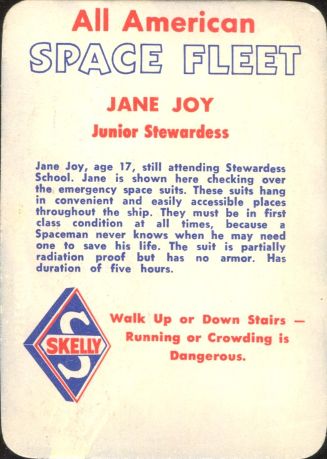 All American
SPACE FLEET
JANE JOY
Junior Stewardess
Jane Joy, age 17, still attending Stewardess
School. Jane is shown here checking over
the emergency space suits. These suits hang
in convenient and easily accessible places
throughout the ship. They must be in first
class condition at all times, because a
Spaceman never knows when he may need
one to save his life. The suit is partially
radiation proof but has no armor. Has
duration of five hours.
S
SKELLY
Walk Up or Down Stairs —
Running or Crowding is
Dangerous.